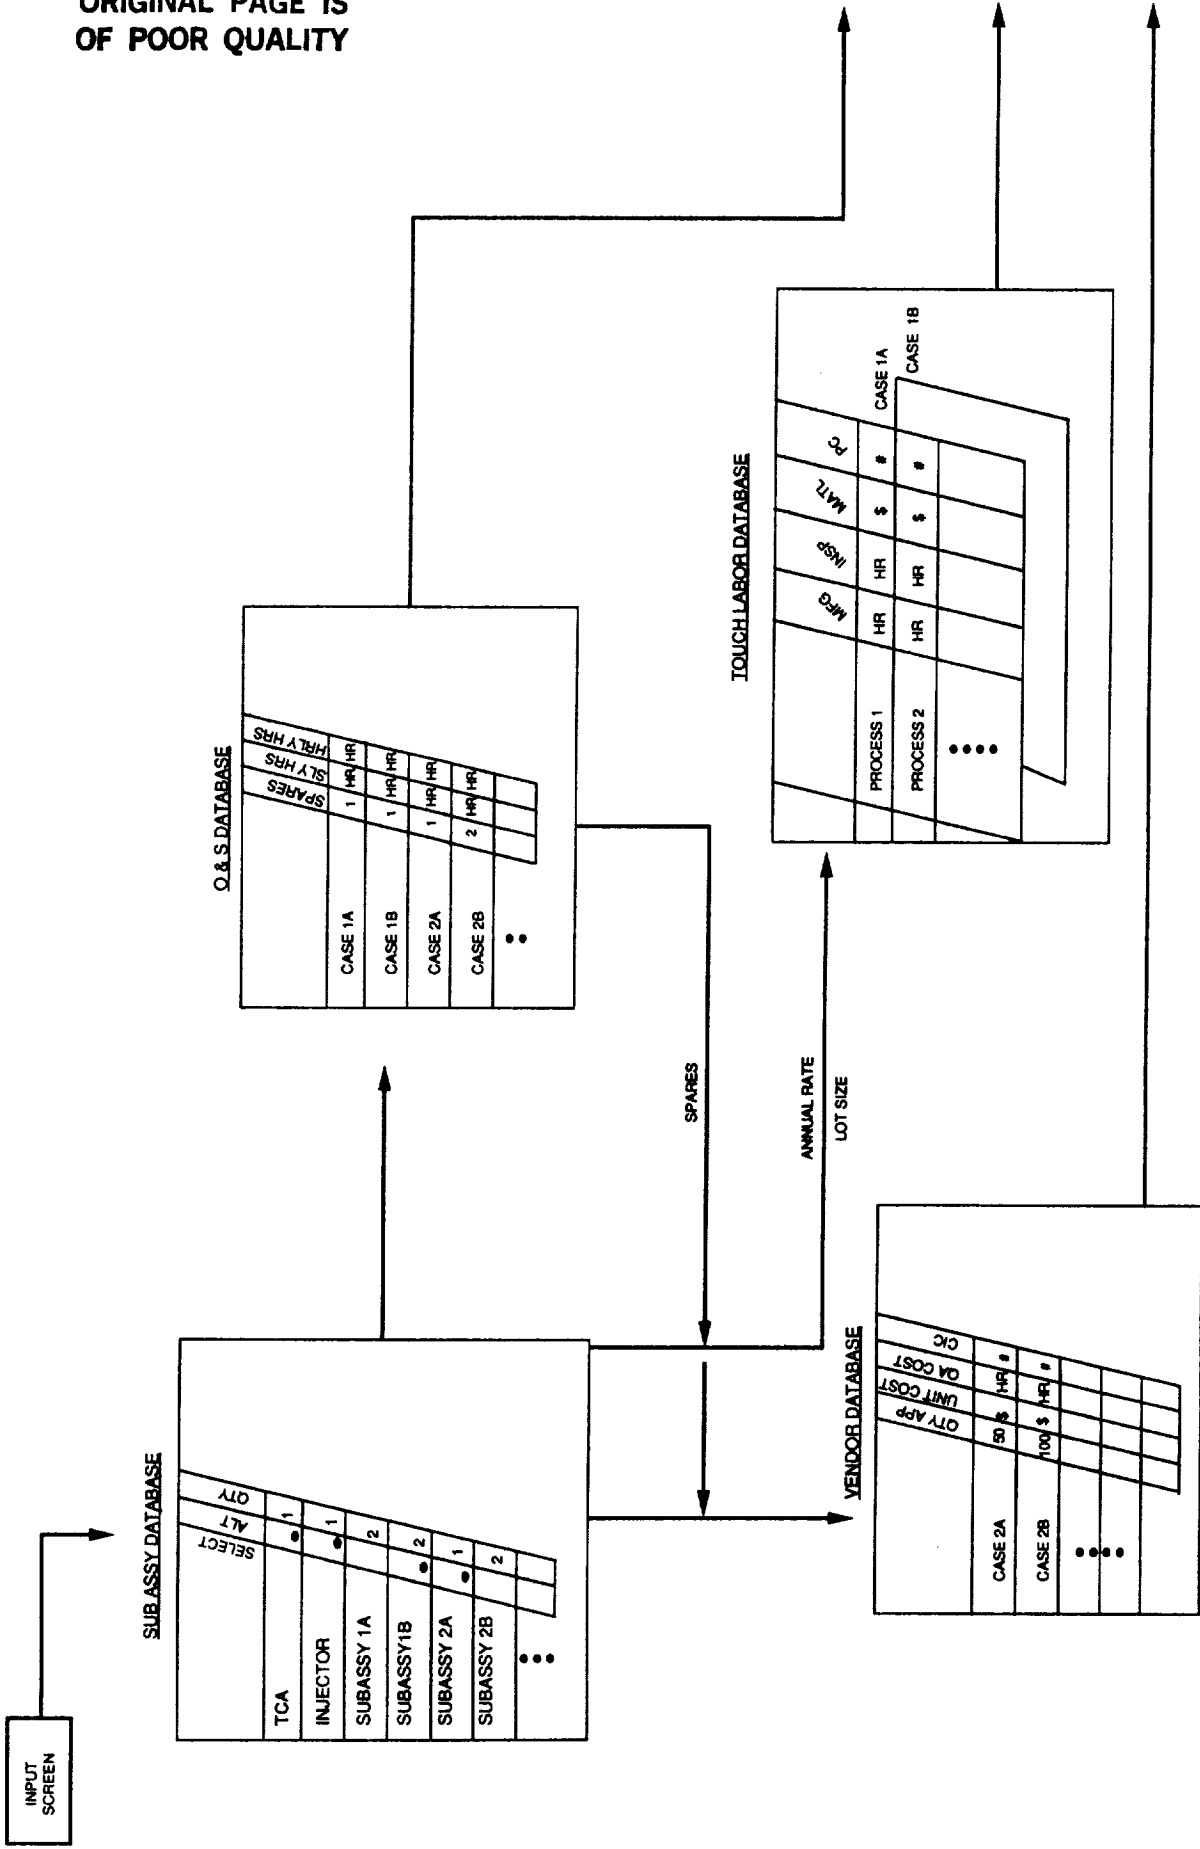 ORIGINAL PAGE IS
OF POOR QUALITY
INPUT
SCREEN
SUB ASSY DATABASE
SELECT ALT QTY
TCA 1
INJECTOR 1
SUBASSY 1A 2
SUBASSY1B 2
SUBASSY 2A 1
SUBASSY 2B 2
O & S DATABASE
SPARES SLY HRS HRLY HRS
CASE 1A 1 HR HR
CASE 1B 1 HR HR
CASE 2A 1 HR HR
CASE 2B 2 HR HR
SPARES
ANNUAL RATE
LOT SIZE
VENDOR DATABASE
QTY APP UNIT COST QA COST CIC
CASE 2A 50 $ HR #
CASE 2B 100 $ HR #
TOUCH LABOR DATABASE
MFG INSP MATL PC
PROCESS 1 HR HR $ # CASE 1A
PROCESS 2 HR HR $ # CASE 1B